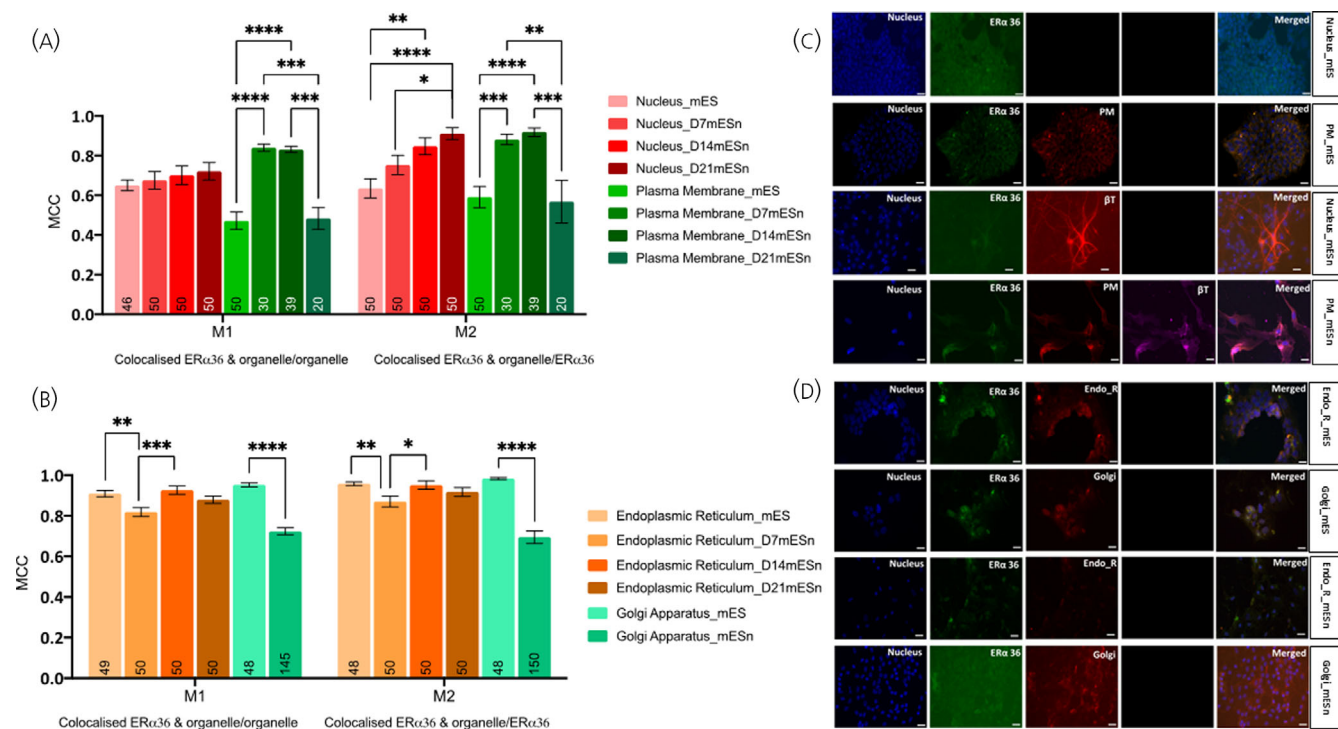 (A)
**
****
****
***
*
**
****
****
***
***
***
1.0
0.8
0.6
0.4
0.2
0.0
MCC
46
50
50
50
50
30
39
20
50
50
50
50
50
30
39
20
M1
M2
Colocalised ERα36 & organelle/organelle
Colocalised ERα36 & organelle/ERα36
Nucleus_mES
Nucleus_D7mESn
Nucleus_D14mESn
Nucleus_D21mESn
Plasma Membrane_mES
Plasma Membrane_D7mESn
Plasma Membrane_D14mESn
Plasma Membrane_D21mESn
(B)
**
***
****
**
*
****
1.0
0.8
0.6
0.4
0.2
0.0
MCC
49
50
50
50
48
145
48
50
50
50
48
150
M1
M2
Colocalised ERα36 & organelle/organelle
Colocalised ERα36 & organelle/ERα36
Endoplasmic Reticulum_mES
Endoplasmic Reticulum_D7mESn
Endoplasmic Reticulum_D14mESn
Endoplasmic Reticulum_D21mESn
Golgi Apparatus_mES
Golgi Apparatus_mESn
(C)
Nucleus
ERα 36
Merged
Nucleus_mES
Nucleus
ERα 36
PM
Merged
PM_mES
Nucleus
ERα 36
βT
Merged
Nucleus_mESn
Nucleus
ERα 36
PM
βT
Merged
PM_mESn
(D)
Nucleus
ERα 36
Endo_R
Merged
Endo_R_mES
Nucleus
ERα 36
Golgi
Merged
Golgi_mES
Nucleus
ERα 36
Endo_R
Merged
Endo_R_mESn
Nucleus
ERα 36
Golgi
Merged
Golgi_mESn